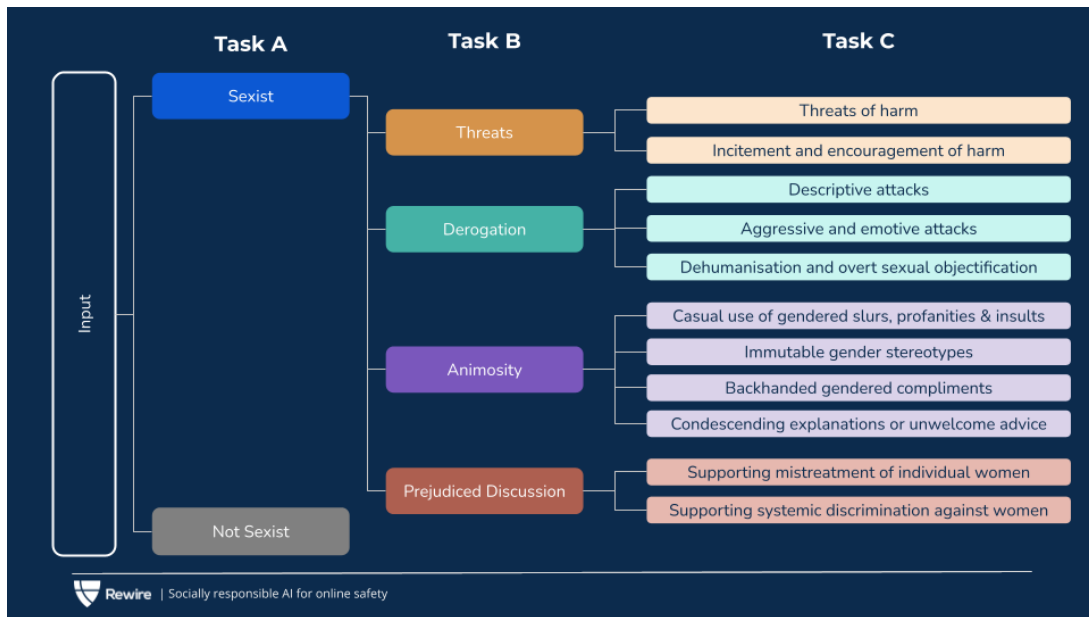 Task A
Task B
Task C
Input
Sexist
Not Sexist
Threats
Derogation
Animosity
Prejudiced Discussion
Threats of harm
Incitement and encouragement of harm
Descriptive attacks
Aggressive and emotive attacks
Dehumanisation and overt sexual objectification
Casual use of gendered slurs, profanities & insults
Immutable gender stereotypes
Backhanded gendered compliments
Condescending explanations or unwelcome advice
Supporting mistreatment of individual women
Supporting systemic discrimination against women
Rewire | Socially responsible AI for online safety